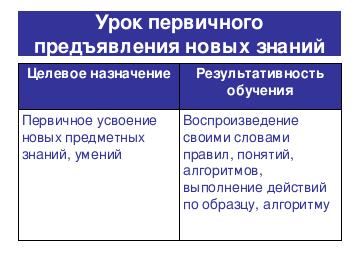 Урок первичного
предъявления новых знаний
Целевое назначение
Результативность
обучения
Первичное усвоение
новых предметных
знаний, умений
Воспроизведение
своими словами
правил, понятий,
алгоритмов,
выполнение действий
по образцу, алгоритму